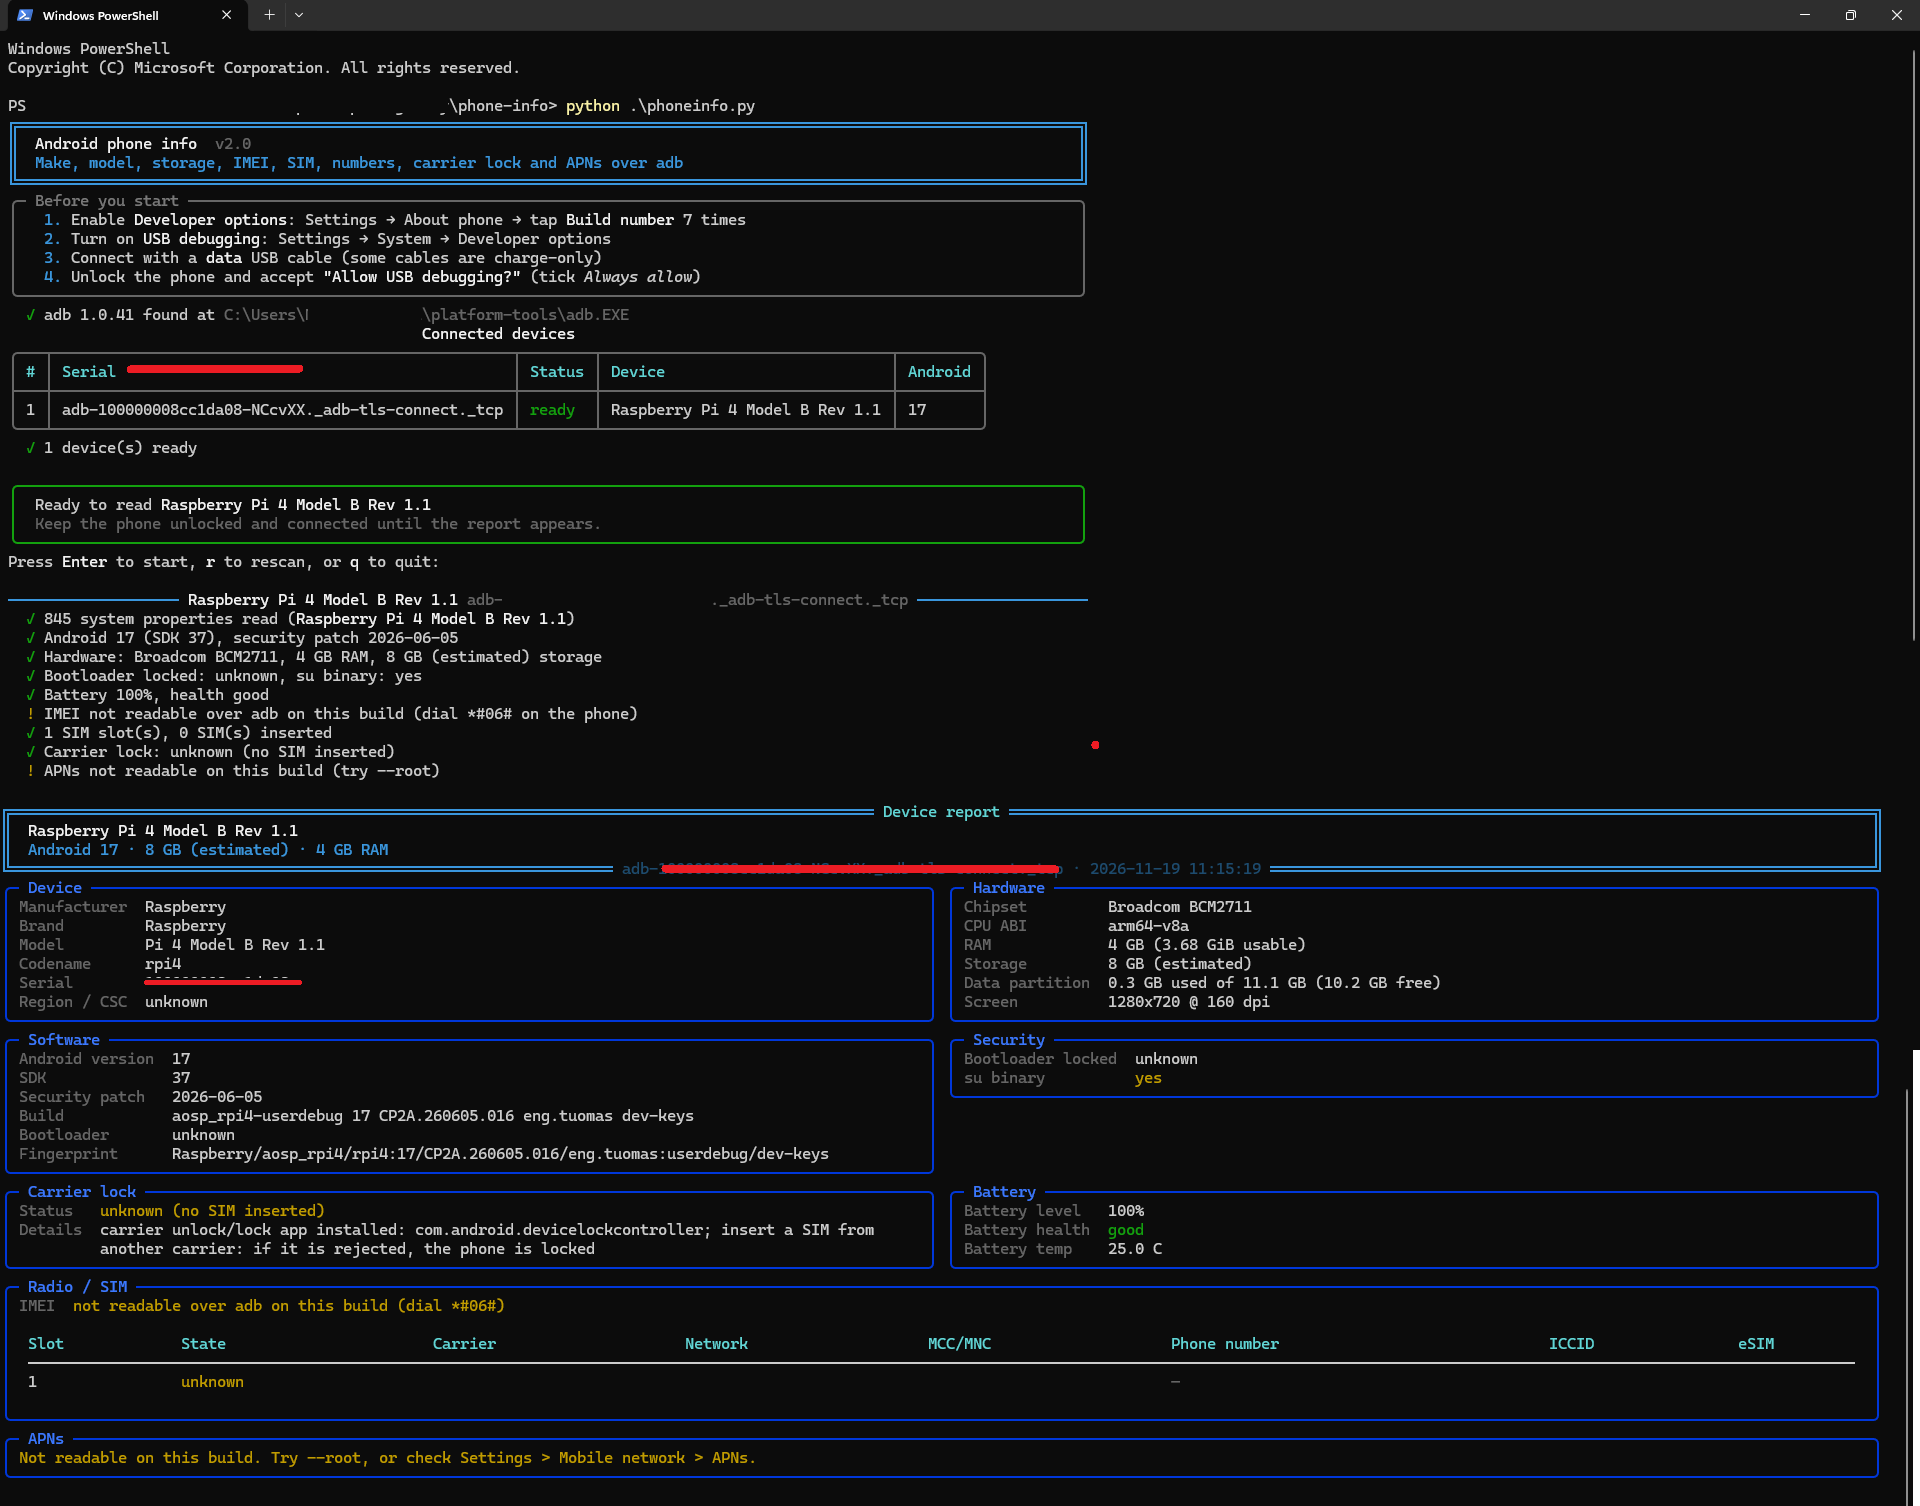 Windows PowerShell
Windows PowerShell
Copyright (C) Microsoft Corporation. All rights reserved.
PS \phone-info> python .\phoneinfo.py
Android phone info v2.0
Make, model, storage, IMEI, SIM, numbers, carrier lock and APNs over adb
Before you start
1. Enable Developer options: Settings → About phone → tap Build number 7 times
2. Turn on USB debugging: Settings → System → Developer options
3. Connect with a data USB cable (some cables are charge-only)
4. Unlock the phone and accept "Allow USB debugging?" (tick Always allow)
✓ adb 1.0.41 found at C:\Users\ \platform-tools\adb.EXE
Connected devices
# Serial Status Device Android
1 adb-100000008cc1da08-NCcvXX._adb-tls-connect._tcp ready Raspberry Pi 4 Model B Rev 1.1 17
✓ 1 device(s) ready
Ready to read Raspberry Pi 4 Model B Rev 1.1
Keep the phone unlocked and connected until the report appears.
Press Enter to start, r to rescan, or q to quit:
Raspberry Pi 4 Model B Rev 1.1 adb- ._adb-tls-connect._tcp
✓ 845 system properties read (Raspberry Pi 4 Model B Rev 1.1)
✓ Android 17 (SDK 37), security patch 2026-06-05
✓ Hardware: Broadcom BCM2711, 4 GB RAM, 8 GB (estimated) storage
✓ Bootloader locked: unknown, su binary: yes
✓ Battery 100%, health good
! IMEI not readable over adb on this build (dial *#06# on the phone)
✓ 1 SIM slot(s), 0 SIM(s) inserted
✓ Carrier lock: unknown (no SIM inserted)
! APNs not readable on this build (try --root)
Device report
Raspberry Pi 4 Model B Rev 1.1
Android 17 · 8 GB (estimated) · 4 GB RAM
adb- · 2026-11-19 11:15:19
Device
Manufacturer Raspberry
Brand Raspberry
Model Pi 4 Model B Rev 1.1
Codename rpi4
Serial
Region / CSC unknown
Hardware
Chipset Broadcom BCM2711
CPU ABI arm64-v8a
RAM 4 GB (3.68 GiB usable)
Storage 8 GB (estimated)
Data partition 0.3 GB used of 11.1 GB (10.2 GB free)
Screen 1280x720 @ 160 dpi
Software
Android version 17
SDK 37
Security patch 2026-06-05
Build aosp_rpi4-userdebug 17 CP2A.260605.016 eng.tuomas dev-keys
Bootloader unknown
Fingerprint Raspberry/aosp_rpi4/rpi4:17/CP2A.260605.016/eng.tuomas:userdebug/dev-keys
Security
Bootloader locked unknown
su binary yes
Carrier lock
Status unknown (no SIM inserted)
Details carrier unlock/lock app installed: com.android.devicelockcontroller; insert a SIM from
another carrier: if it is rejected, the phone is locked
Battery
Battery level 100%
Battery health good
Battery temp 25.0 C
Radio / SIM
IMEI not readable over adb on this build (dial *#06#)
Slot State Carrier Network MCC/MNC Phone number ICCID eSIM
1 unknown —
APNs
Not readable on this build. Try --root, or check Settings > Mobile network > APNs.